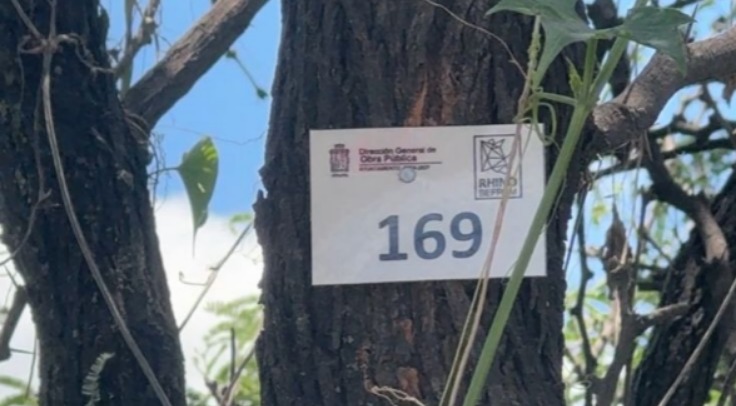 Dirección General de
Obra Pública
RHINO
169